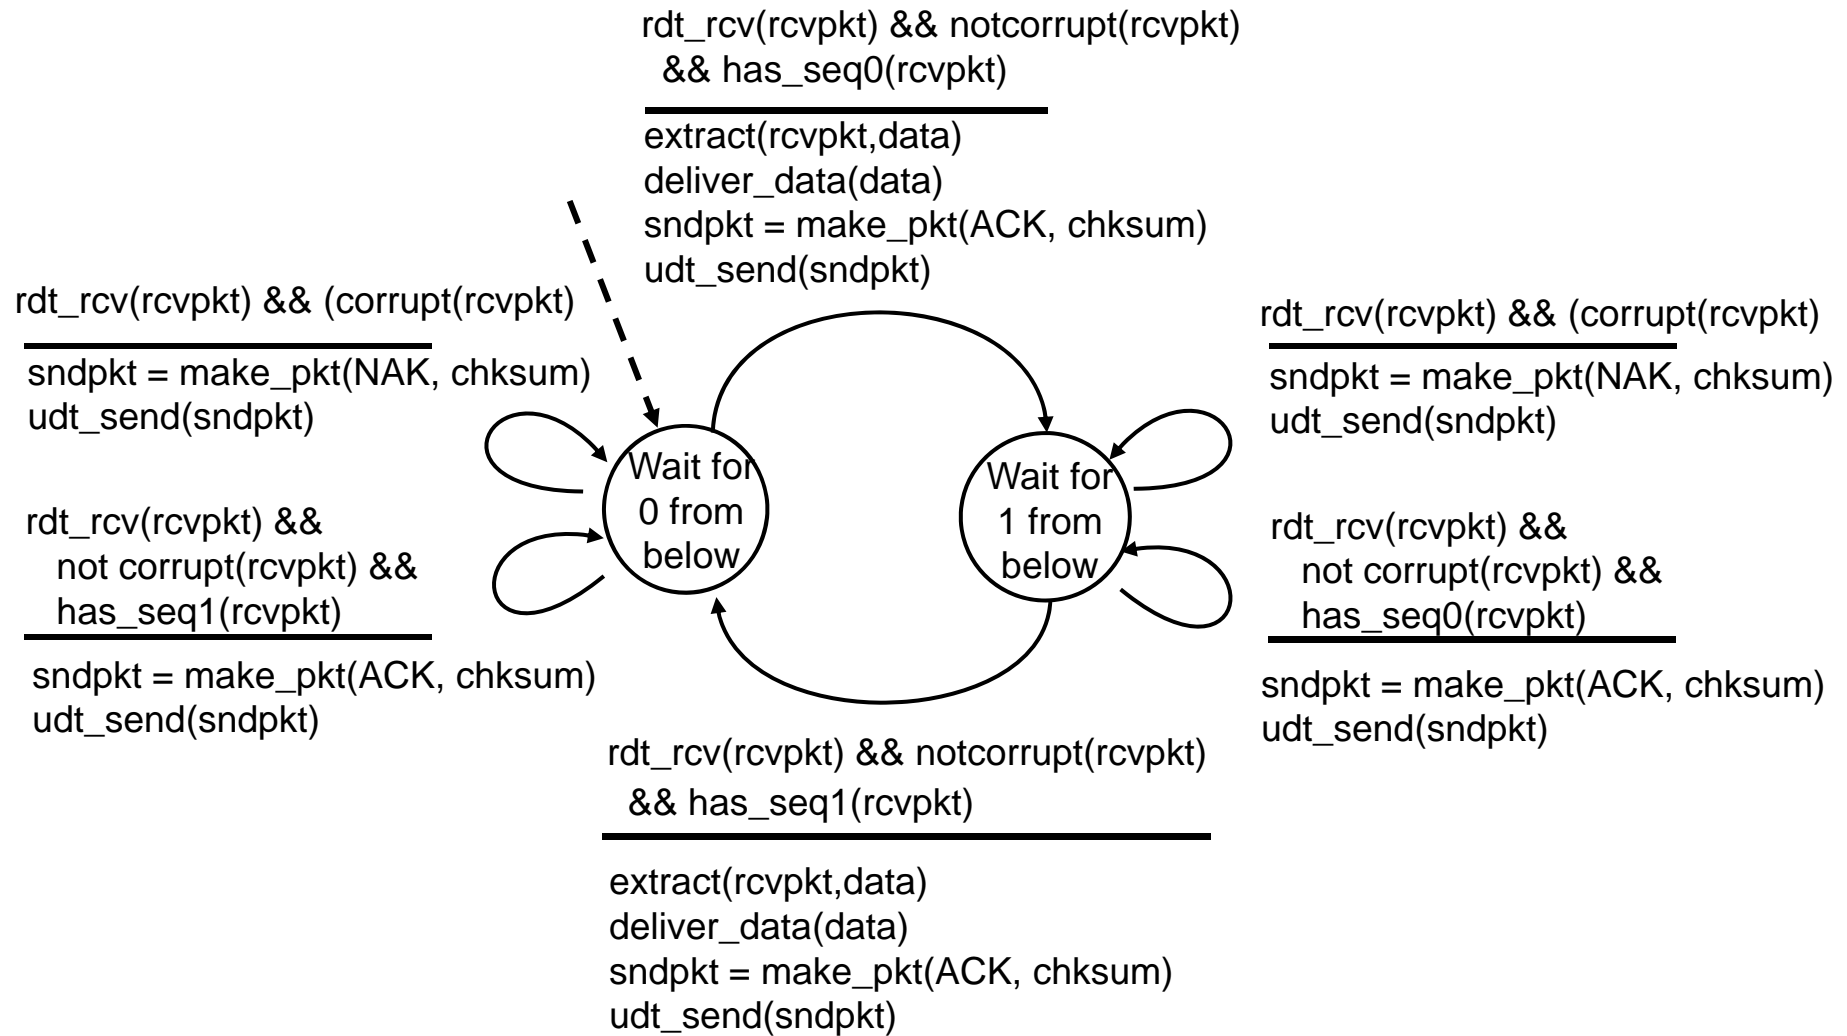 rdt_rcv(rcvpkt) && notcorrupt(rcvpkt)
&& has_seq0(rcvpkt)
extract(rcvpkt,data)
deliver_data(data)
sndpkt = make_pkt(ACK, chksum)
udt_send(sndpkt)
rdt_rcv(rcvpkt) && (corrupt(rcvpkt)
sndpkt = make_pkt(NAK, chksum)
udt_send(sndpkt)
rdt_rcv(rcvpkt) &&
not corrupt(rcvpkt) &&
has_seq1(rcvpkt)
sndpkt = make_pkt(ACK, chksum)
udt_send(sndpkt)
Wait for
0 from
below
Wait for
1 from
below
rdt_rcv(rcvpkt) && (corrupt(rcvpkt)
sndpkt = make_pkt(NAK, chksum)
udt_send(sndpkt)
rdt_rcv(rcvpkt) &&
not corrupt(rcvpkt) &&
has_seq0(rcvpkt)
sndpkt = make_pkt(ACK, chksum)
udt_send(sndpkt)
rdt_rcv(rcvpkt) && notcorrupt(rcvpkt)
&& has_seq1(rcvpkt)
extract(rcvpkt,data)
deliver_data(data)
sndpkt = make_pkt(ACK, chksum)
udt_send(sndpkt)